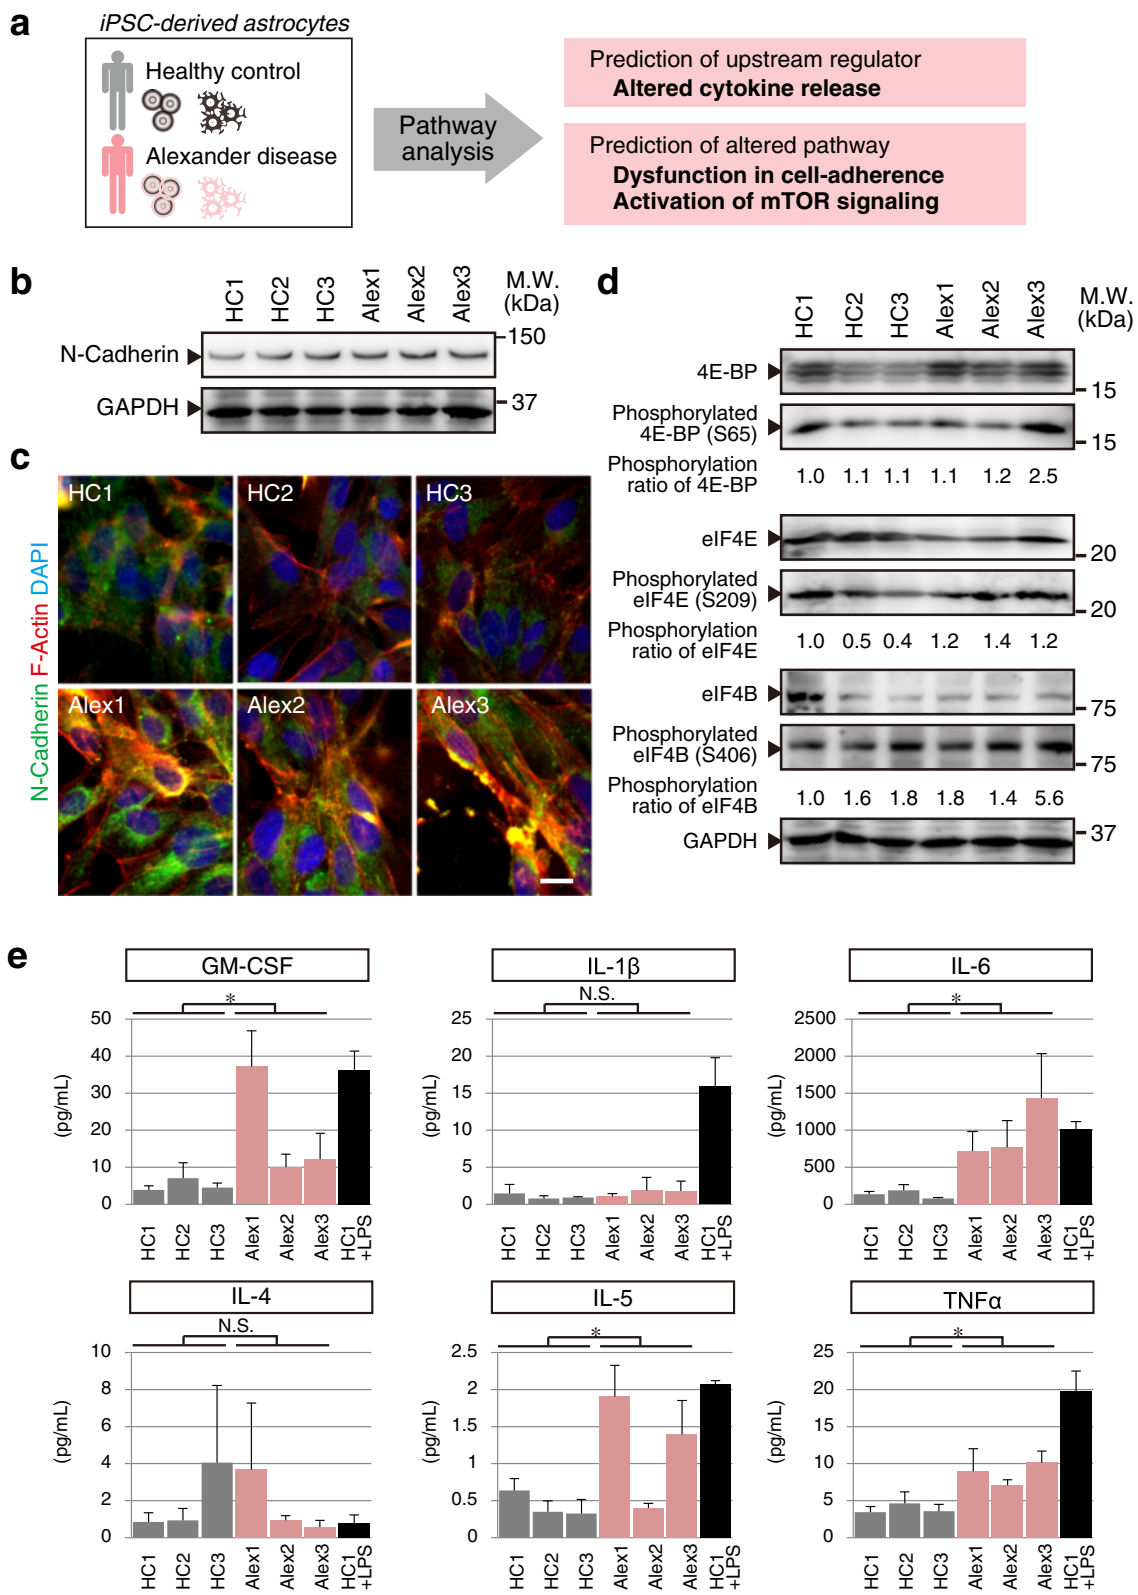 a
iPSC-derived astrocytes
Healthy control
Alexander disease
Pathway
analysis
Prediction of upstream regulator
Altered cytokine release
Prediction of altered pathway
Dysfunction in cell-adherence
Activation of mTOR signaling
b
HC1 HC2 HC3 Alex1 Alex2 Alex3 M.W.
(kDa)
N-Cadherin 150
GAPDH 37
c
N-Cadherin F-Actin DAPI
HC1 HC2 HC3
Alex1 Alex2 Alex3
d
HC1 HC2 HC3 Alex1 Alex2 Alex3 M.W.
(kDa)
4E-BP
15
Phosphorylated
4E-BP (S65)
15
Phosphorylation
ratio of 4E-BP
1.0 1.1 1.1 1.1 1.2 2.5
eIF4E
20
Phosphorylated
eIF4E (S209)
20
Phosphorylation
ratio of eIF4E
1.0 0.5 0.4 1.2 1.4 1.2
eIF4B
75
Phosphorylated
eIF4B (S406)
75
Phosphorylation
ratio of eIF4B
1.0 1.6 1.8 1.8 1.4 5.6
GAPDH 37
e
GM-CSF
*
(pg/mL)
50
40
30
20
10
0
HC1 HC2 HC3 Alex1 Alex2 Alex3 HC1
+LPS
IL-1β
N.S.
(pg/mL)
25
20
15
10
5
0
HC1 HC2 HC3 Alex1 Alex2 Alex3 HC1
+LPS
IL-6
*
(pg/mL)
2500
2000
1500
1000
500
0
HC1 HC2 HC3 Alex1 Alex2 Alex3 HC1
+LPS
IL-4
N.S.
(pg/mL)
10
8
6
4
2
0
HC1 HC2 HC3 Alex1 Alex2 Alex3 HC1
+LPS
IL-5
*
(pg/mL)
2.5
2
1.5
1
0.5
0
HC1 HC2 HC3 Alex1 Alex2 Alex3 HC1
+LPS
TNFα
*
(pg/mL)
25
20
15
10
5
0
HC1 HC2 HC3 Alex1 Alex2 Alex3 HC1
+LPS